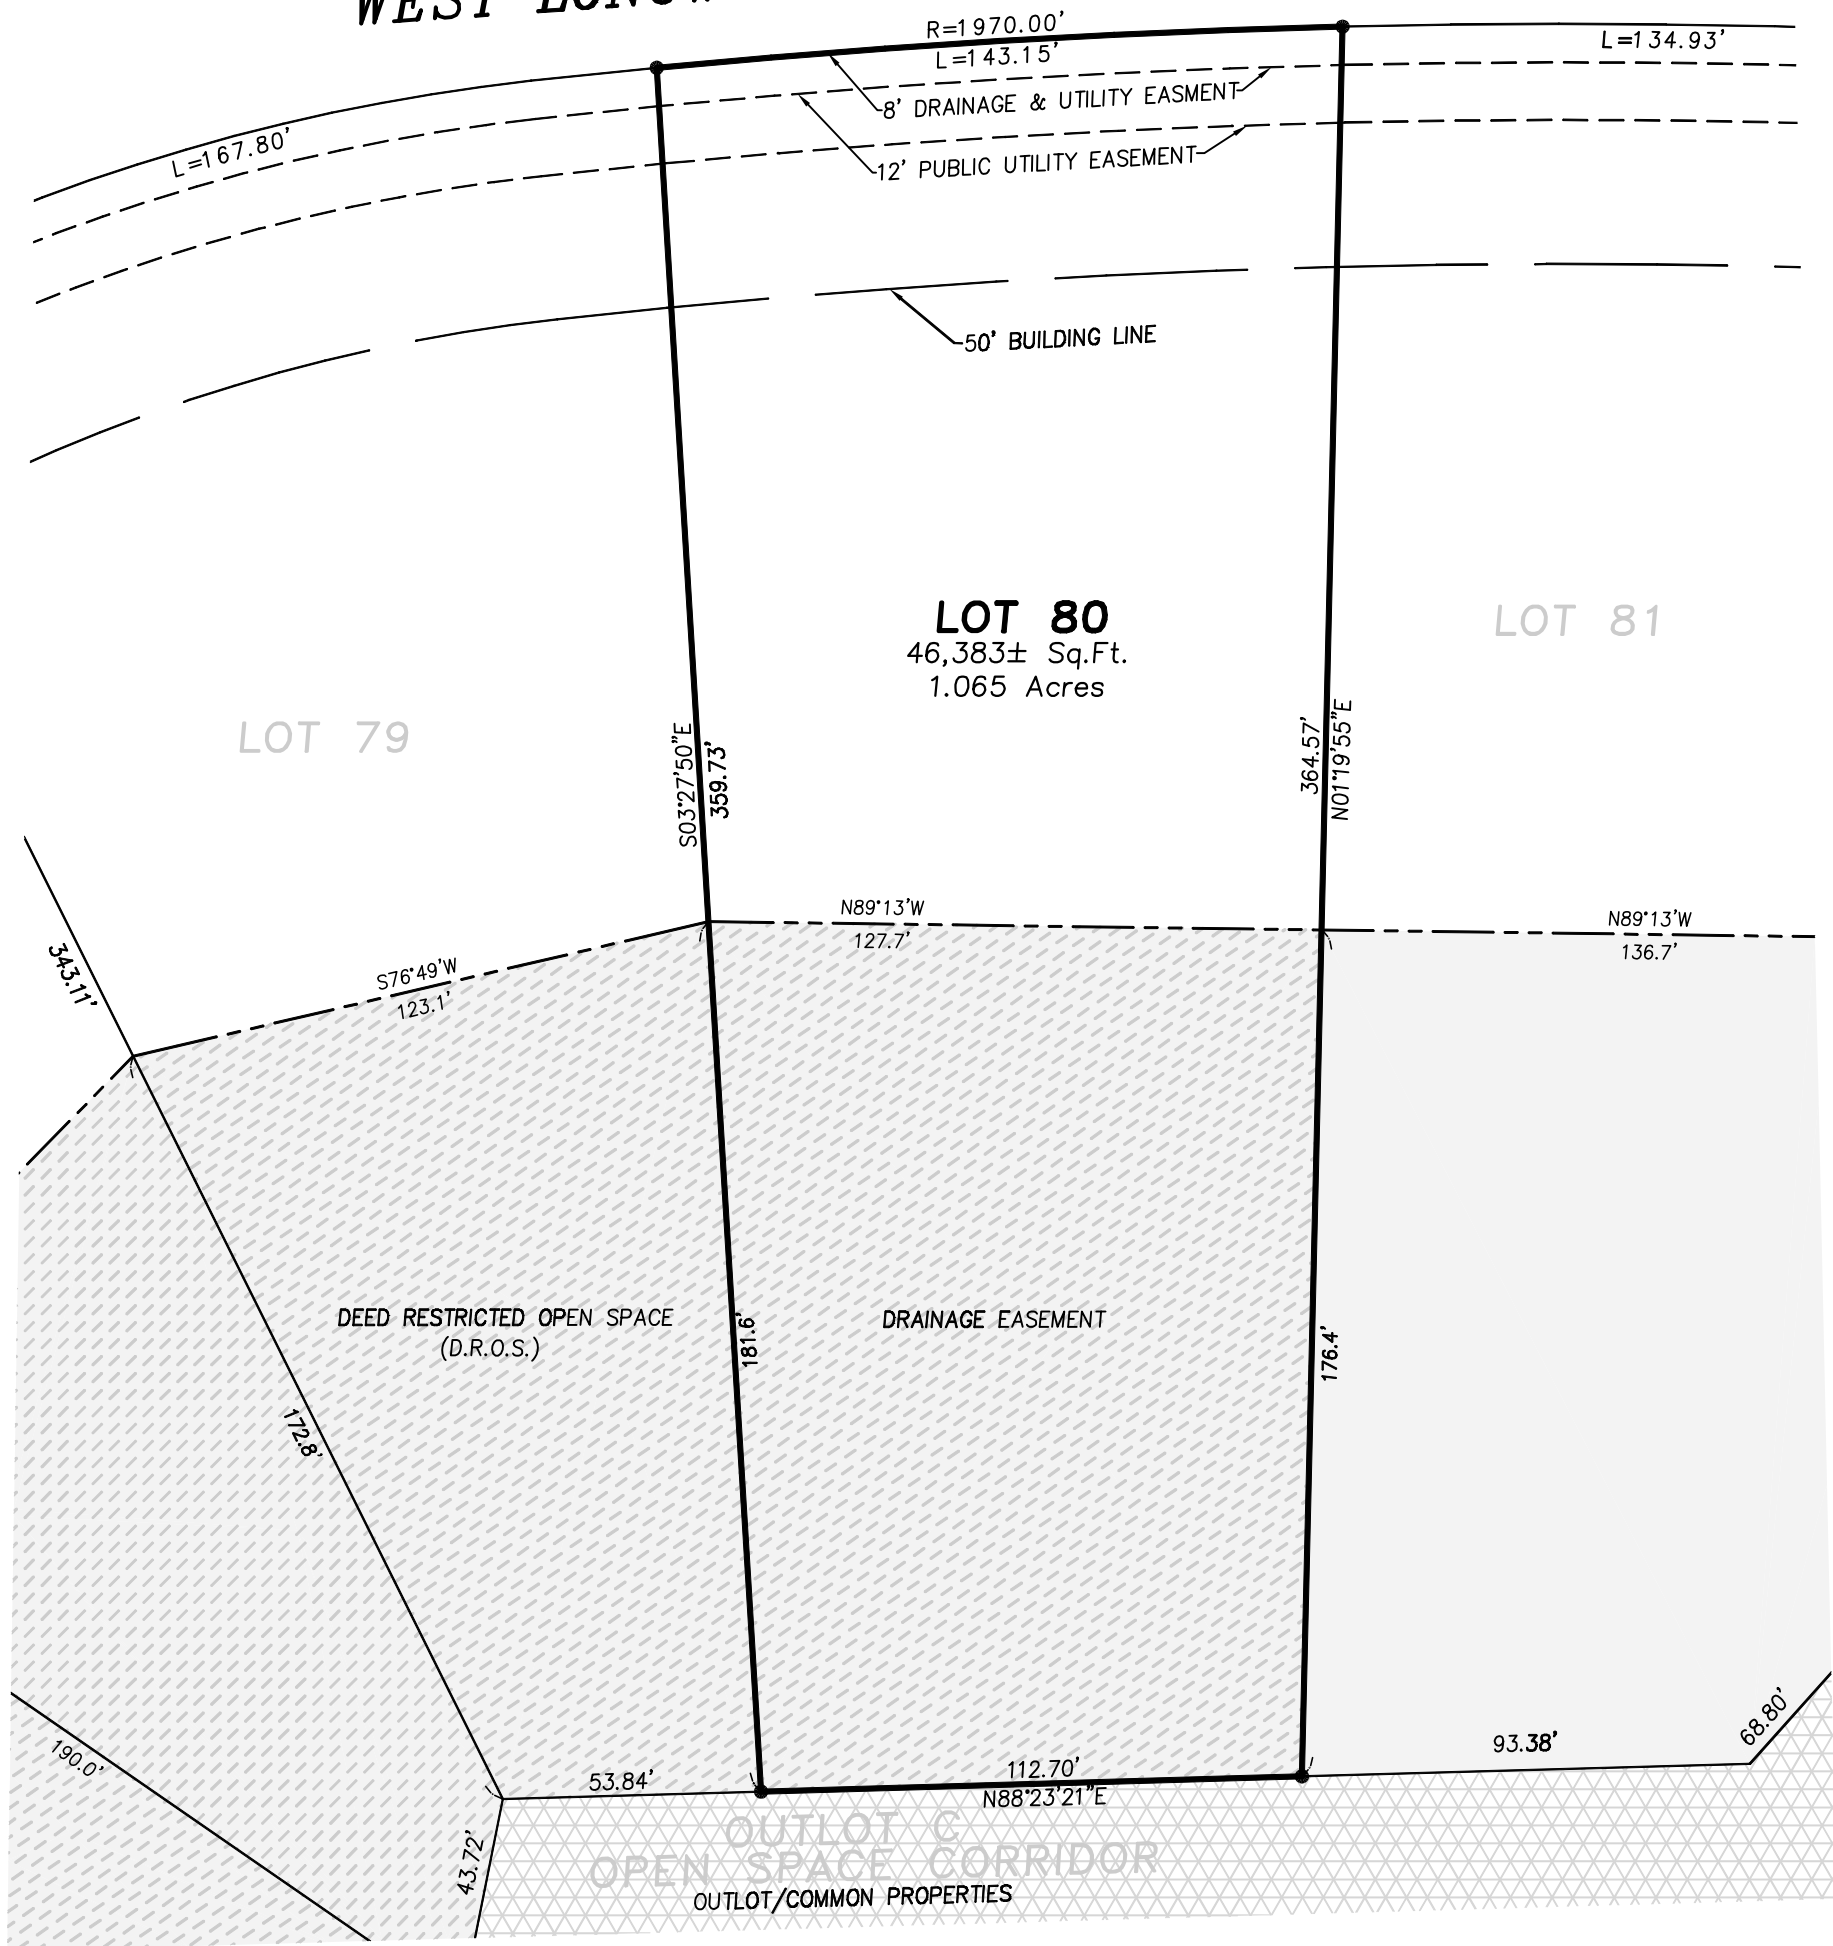 WEST
R=1970.00'
L=143.15'
L=134.93'
L=167.80'
8' DRAINAGE & UTILITY EASMENT
12' PUBLIC UTILITY EASEMENT
50' BUILDING LINE
LOT 80
46,383± Sq.Ft.
1.065 Acres
LOT 81
LOT 79
S03°27'50"E
359.73'
364.57'
N01°19'55"E
N89°13'W
127.7'
N89°13'W
136.7'
S76°49'W
123.1'
343.11'
DEED RESTRICTED OPEN SPACE
(D.R.O.S.)
DRAINAGE EASEMENT
181.6'
176.4'
172.8'
190.0'
53.84'
112.70'
N88°23'21"E
93.38'
68.80'
43.72'
OUTLOT C
OPEN SPACE CORRIDOR
OUTLOT/COMMON PROPERTIES